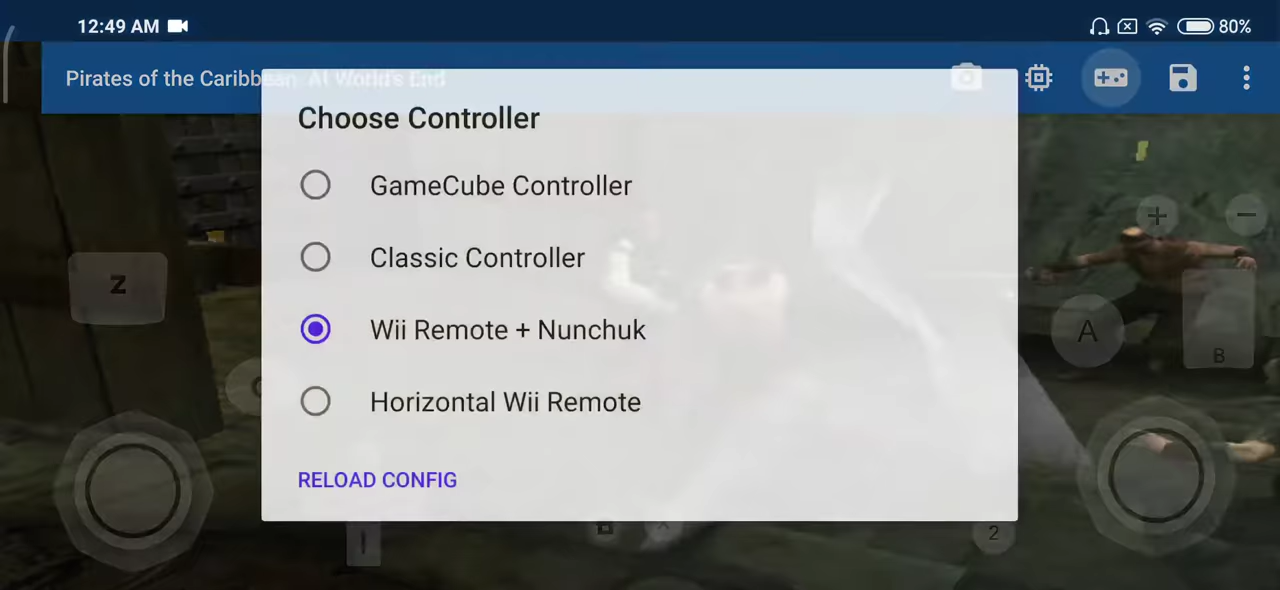 12:49 AM
80%
Pirates of the Caribbean: At World's End
Choose Controller
GameCube Controller
Classic Controller
Wii Remote + Nunchuk
Horizontal Wii Remote
RELOAD CONFIG
Z
C
A
B
2